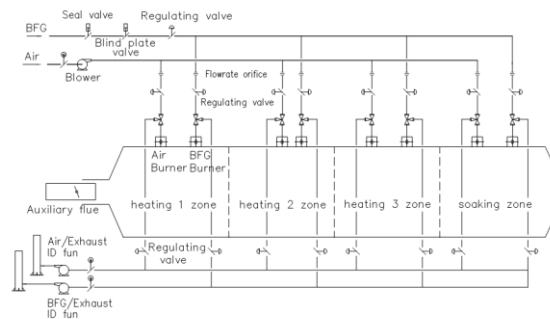 Seal valve
Regulating valve
BFG
Blind plate
valve
Air
Blower
Flowrate orifice
Regulating valve
Air
Burner
BFG
Burner
heating 1 zone
heating 2 zone
heating 3 zone
soaking zone
Auxiliary flue
Air/Exhaust
ID fun
Regulating
valve
BFG/Exhaust
ID fun